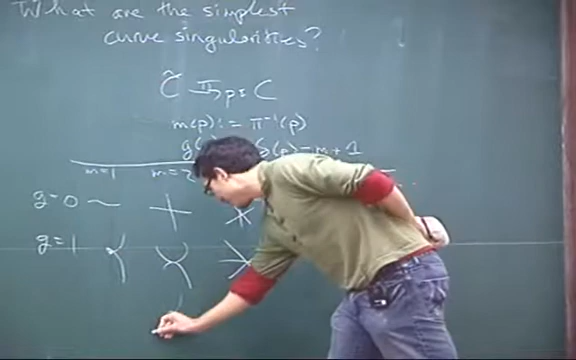 What are the simplest
curve singularities?
C̃ →π p∈C
m(p) := π⁻¹(p)
δ(p) - m + 1
m=1 m=2
g=0
g=1